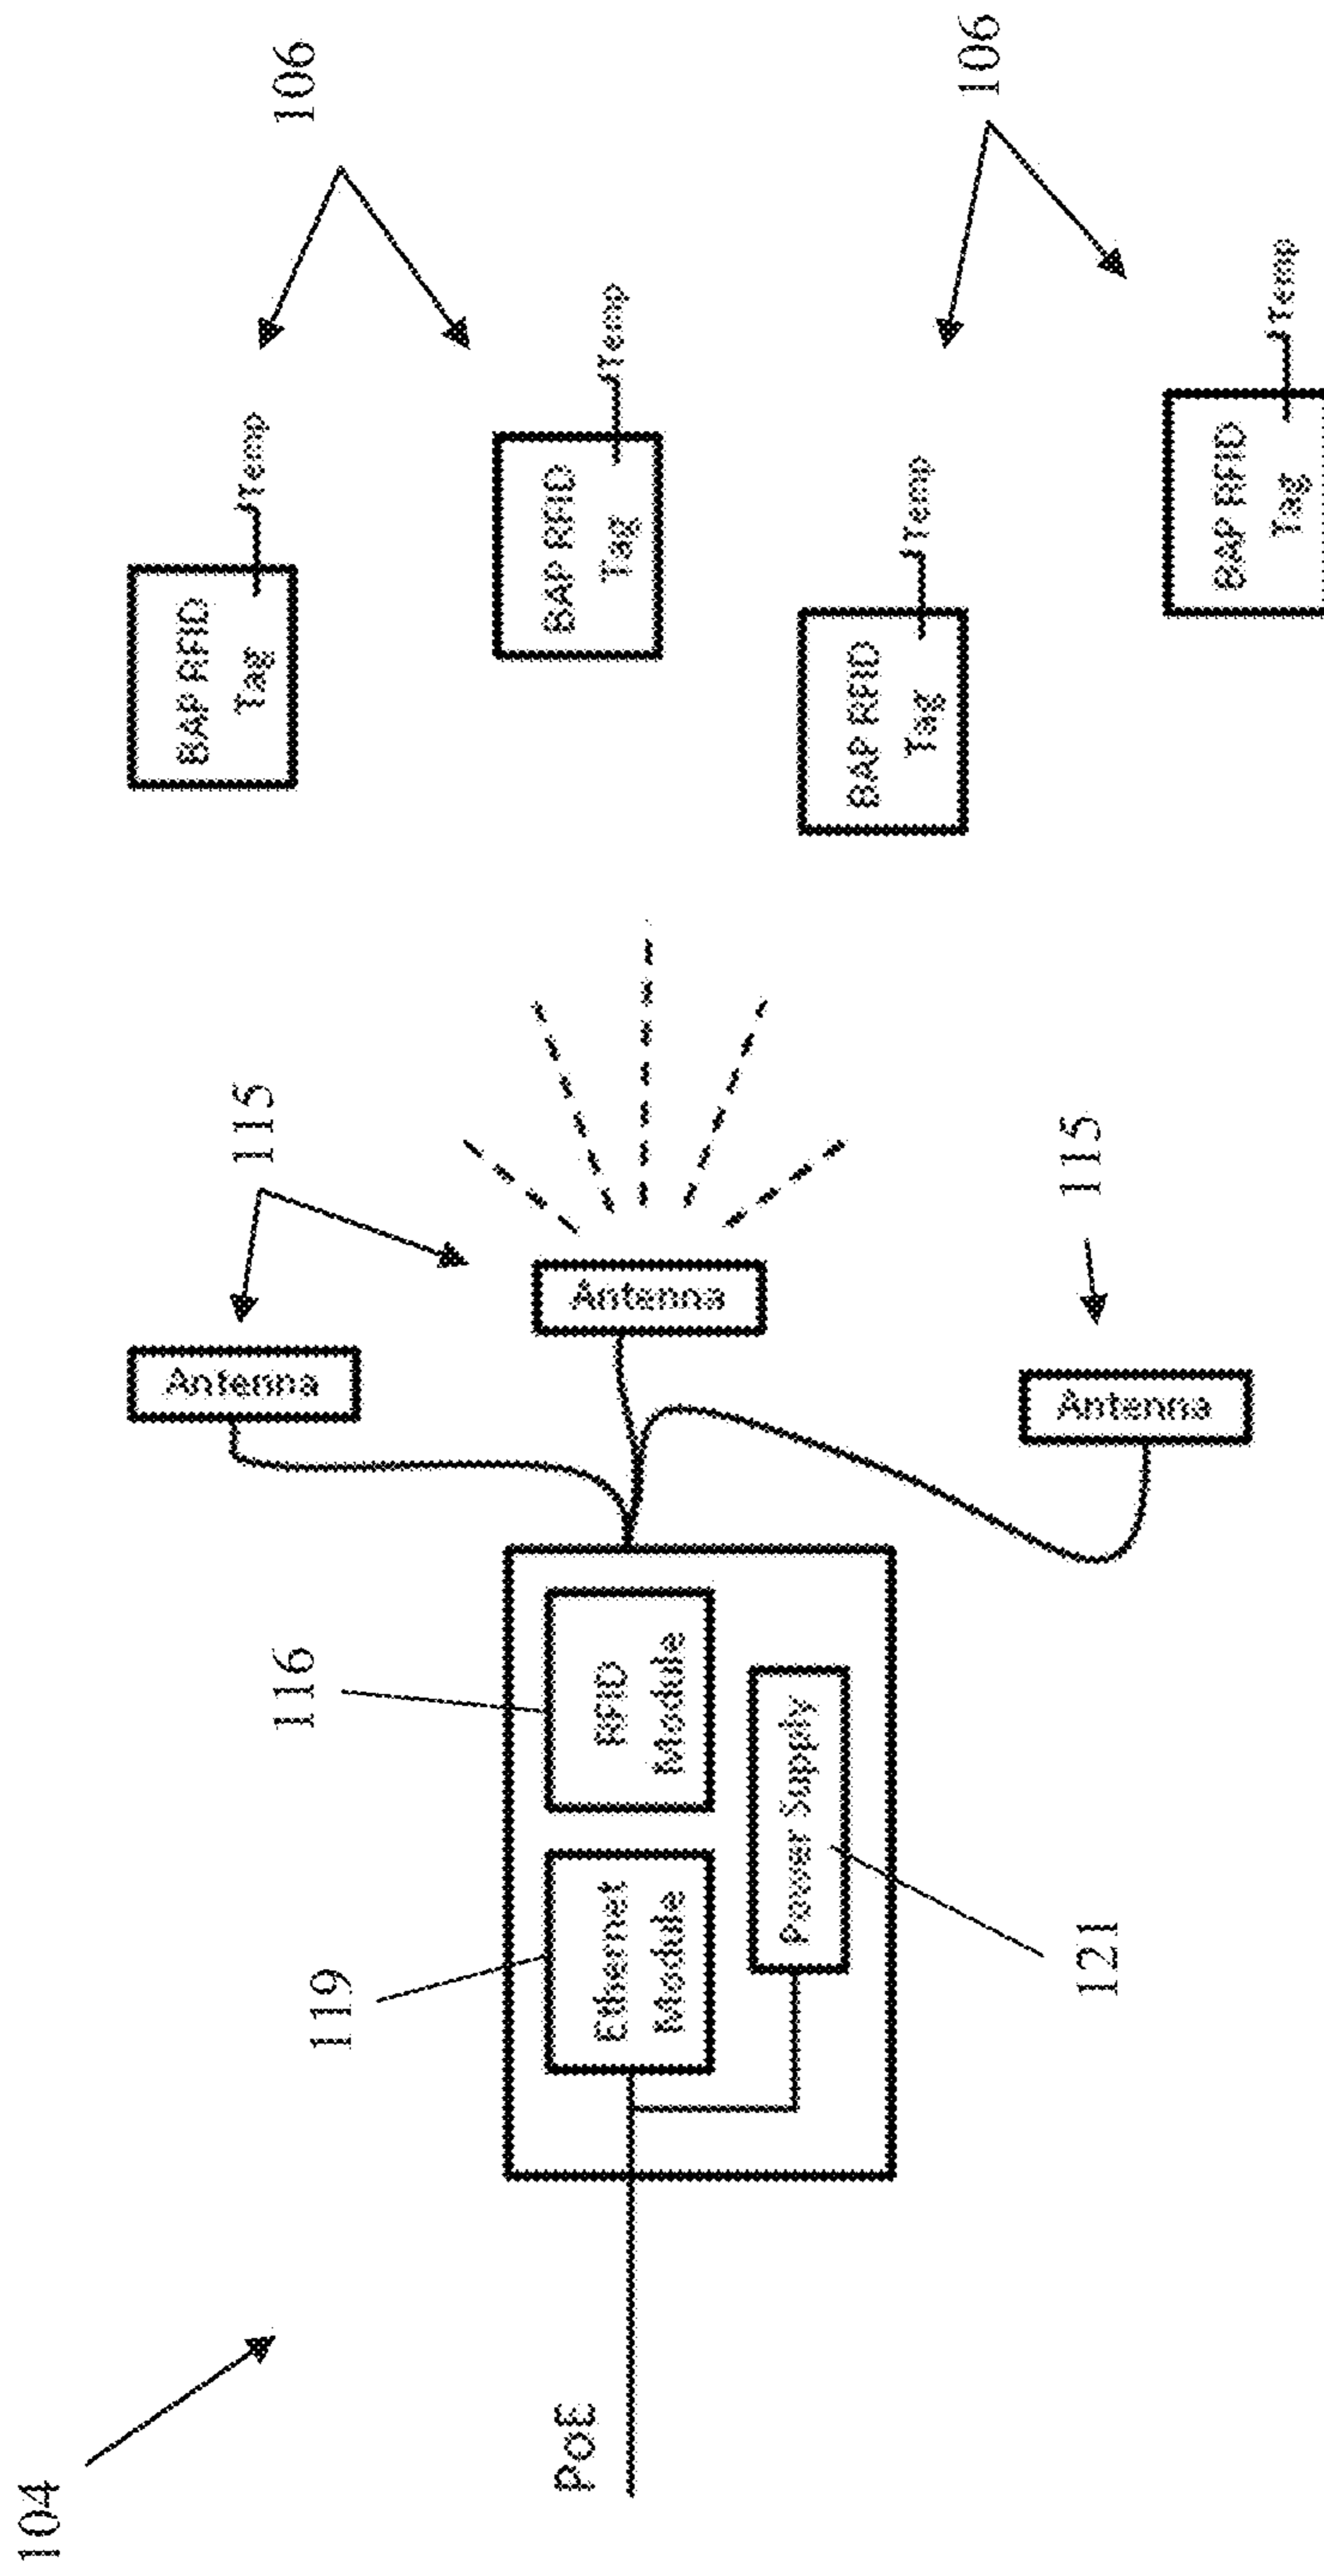 104
PoE
119
Ethernet
Module
116
RFID
Module
Power Supply
121
Antenna
115
Antenna
Antenna
115
BAP RFID
Tag
Temp
106
BAP RFID
Tag
Temp
BAP RFID
Tag
Temp
106
BAP RFID
Tag
Temp